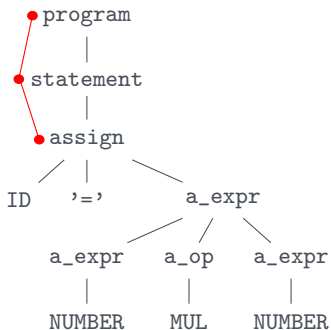 program
statement
assign
ID '=' a_expr
a_expr a_op a_expr
NUMBER MUL NUMBER